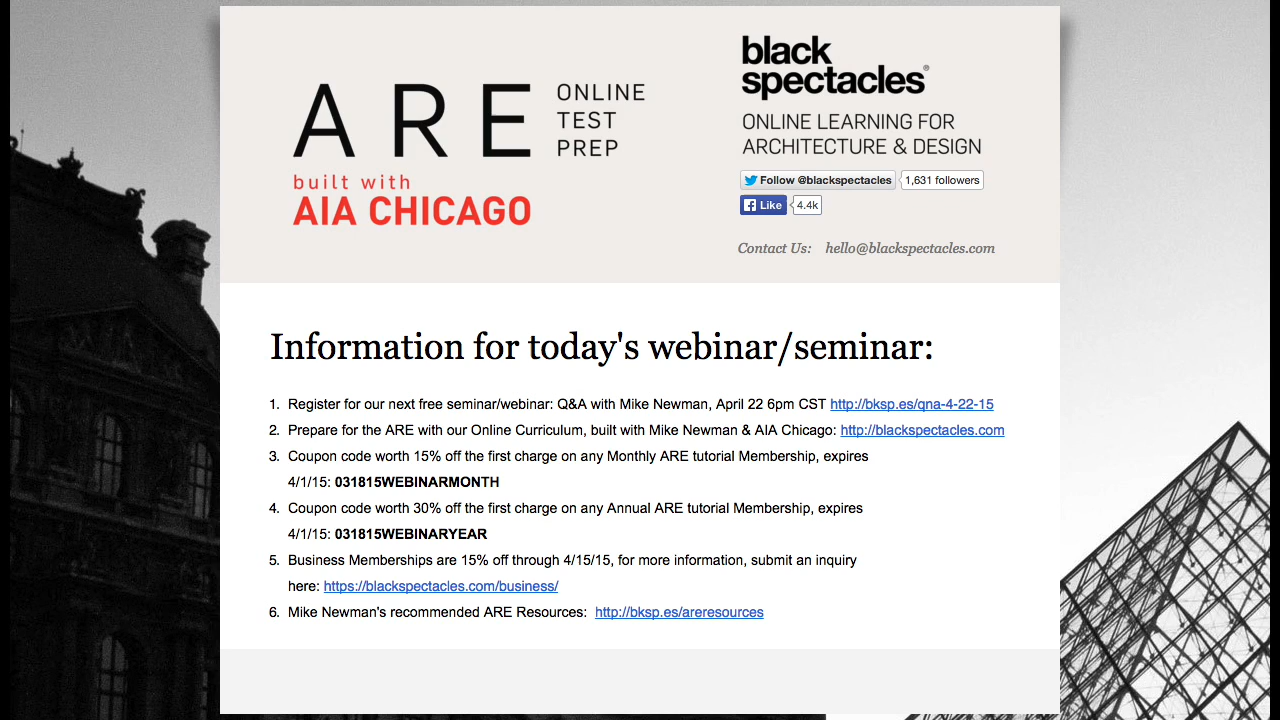 A R E
ONLINE
TEST
PREP
built with
AIA CHICAGO
black
spectacles®
ONLINE LEARNING FOR
ARCHITECTURE & DESIGN
Follow @blackspectacles 1,631 followers
Like 4.4k
Contact Us: hello@blackspectacles.com
Information for today's webinar/seminar:
1. Register for our next free seminar/webinar: Q&A with Mike Newman, April 22 6pm CST http://bksp.es/qna-4-22-15
2. Prepare for the ARE with our Online Curriculum, built with Mike Newman & AIA Chicago: http://blackspectacles.com
3. Coupon code worth 15% off the first charge on any Monthly ARE tutorial Membership, expires
4/1/15: 031815WEBINARMONTH
4. Coupon code worth 30% off the first charge on any Annual ARE tutorial Membership, expires
4/1/15: 031815WEBINARYEAR
5. Business Memberships are 15% off through 4/15/15, for more information, submit an inquiry
here: https://blackspectacles.com/business/
6. Mike Newman's recommended ARE Resources: http://bksp.es/areresources